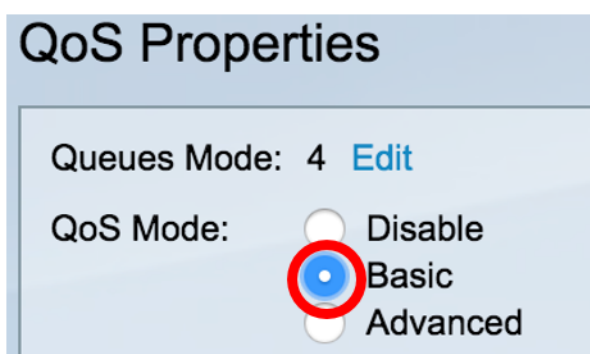 QoS Properties
Queues Mode: 4 Edit
QoS Mode: Disable
Basic
Advanced